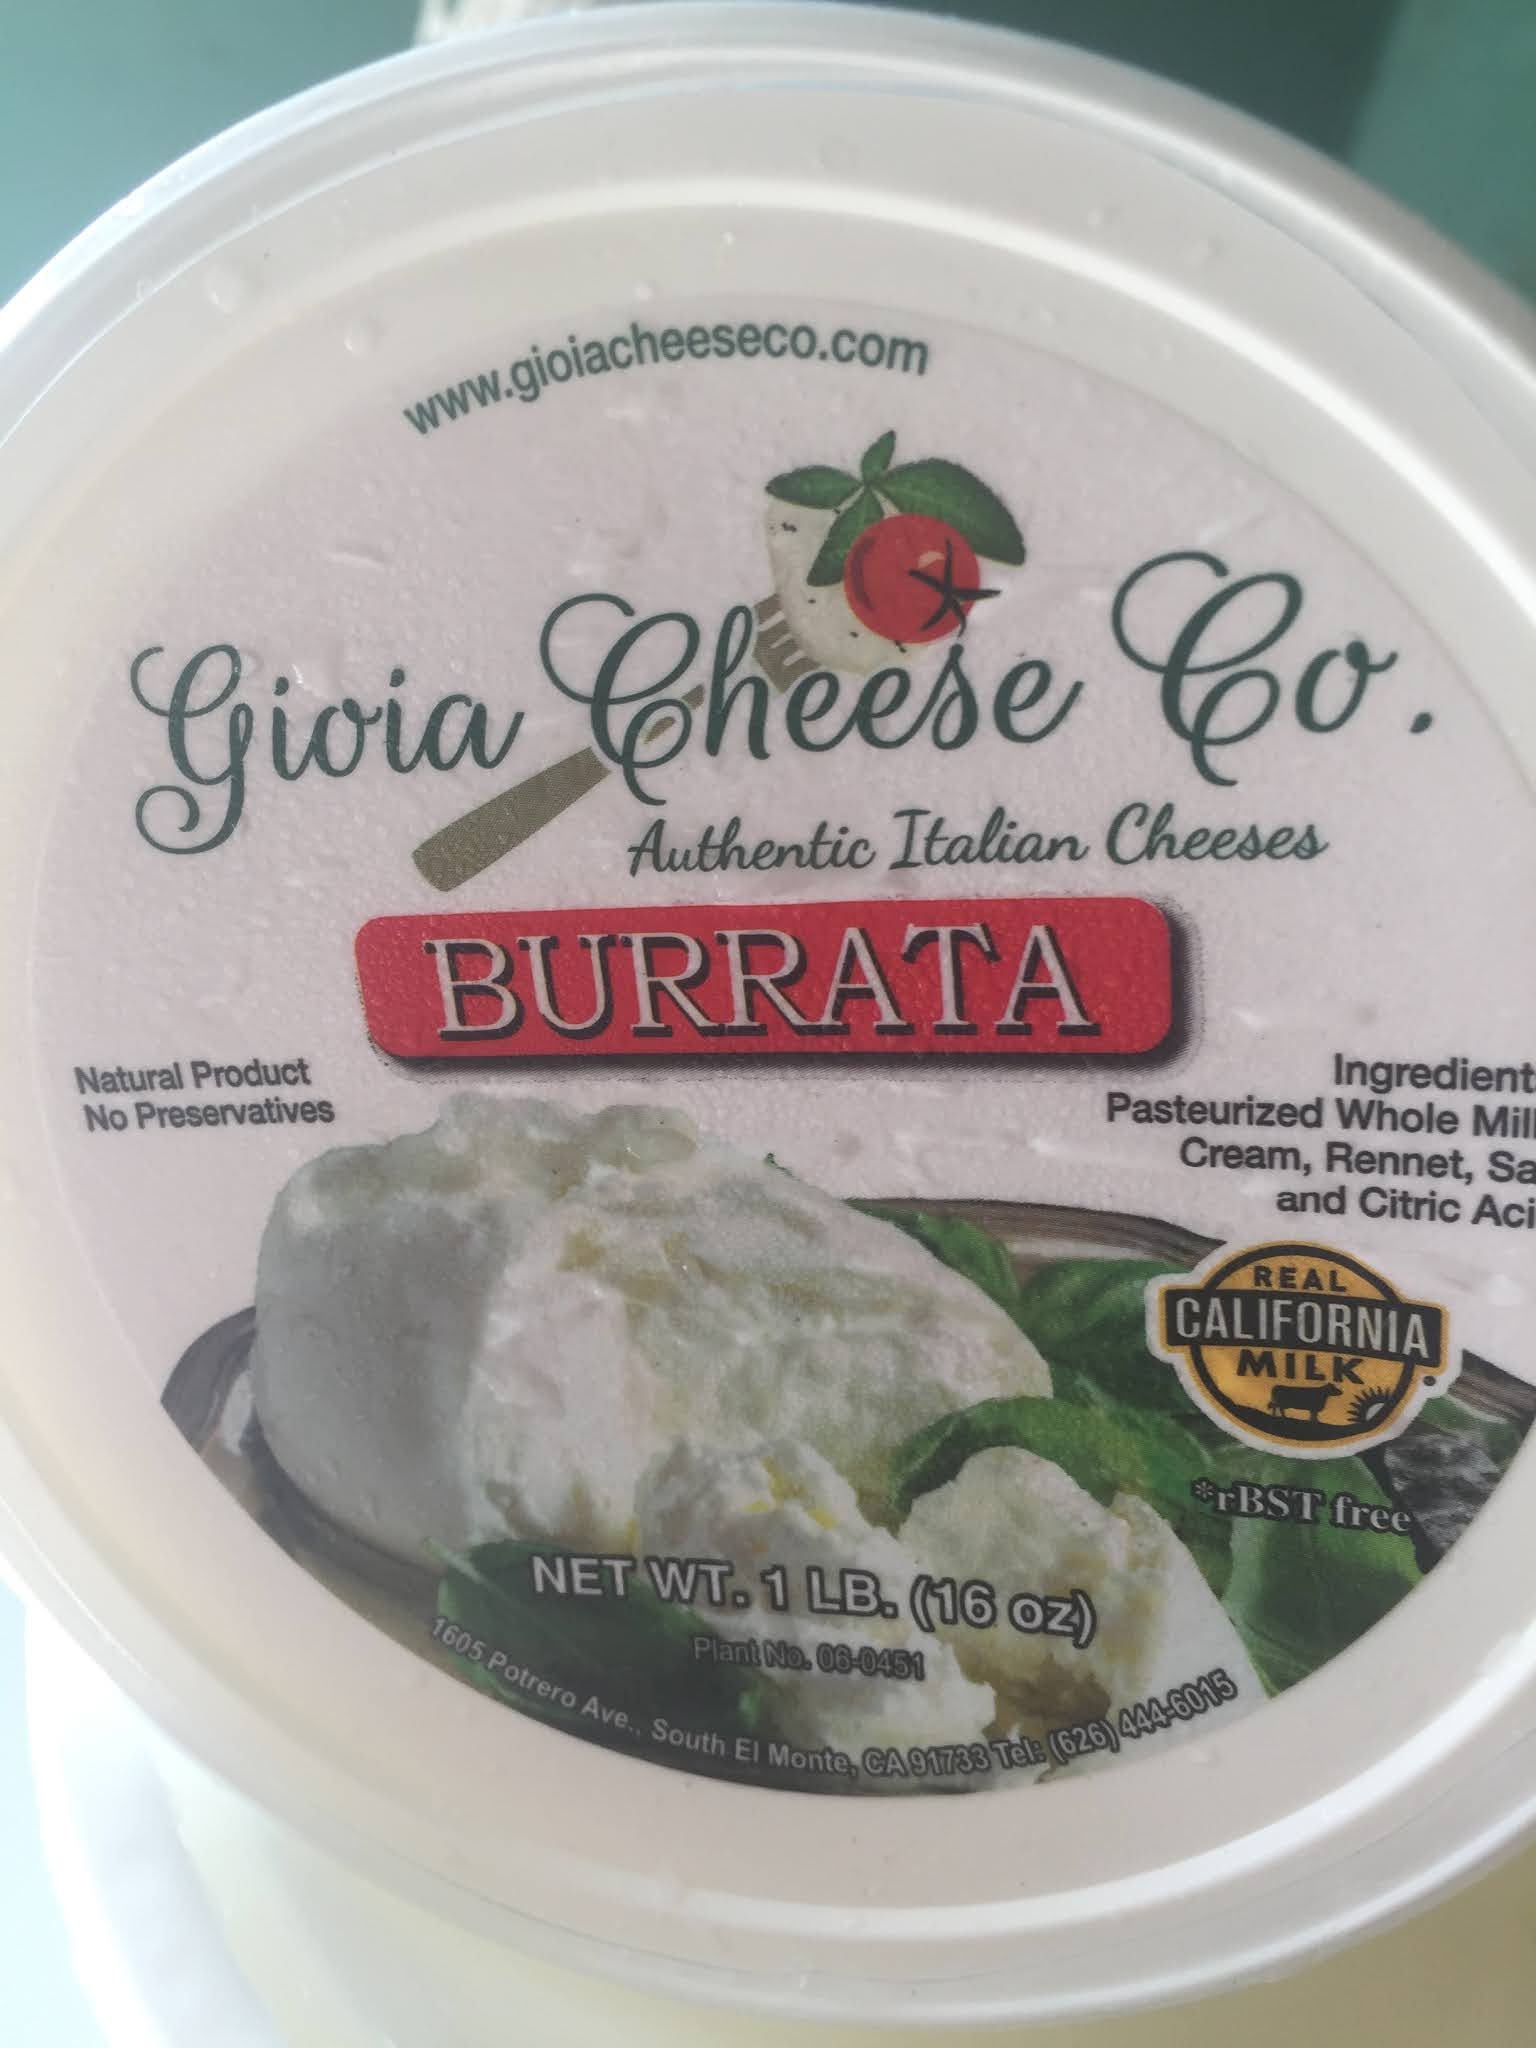 www.gioiacheeseco.com
Gioia Cheese Co.
Authentic Italian Cheeses
BURRATA
Natural Product
No Preservatives
Ingredients
Pasteurized Whole Mil
Cream, Rennet, Sa
and Citric Aci
REAL
CALIFORNIA
MILK
*rBST free
NET WT. 1 LB. (16 oz)
Plant No. 06-0451
1605 Potrero Ave., South El Monte, CA 91733 Tel: (626) 444-6015